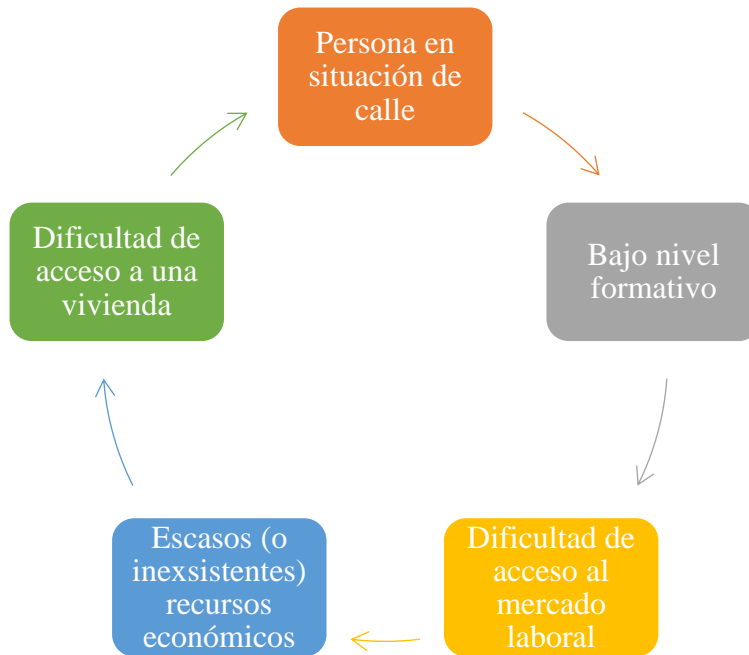 Persona en
situación de
calle
Bajo nivel
formativo
Dificultad de
acceso al
mercado
laboral
Escasos (o
inexsistentes)
recursos
económicos
Dificultad de
acceso a una
vivienda